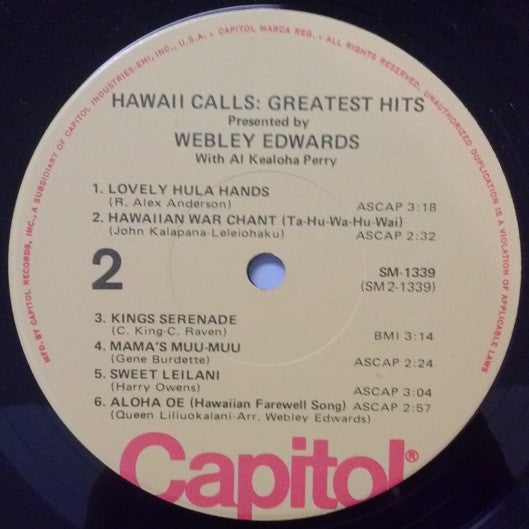 MFD. BY CAPITOL RECORDS, INC., A SUBSIDIARY OF CAPITOL INDUSTRIES-EMI, INC., U.S.A. • CAPITOL MARCA REG. • ALL RIGHTS RESERVED. UNAUTHORIZED DUPLICATION IS A VIOLATION OF APPLICABLE LAWS
HAWAII CALLS: GREATEST HITS
Presented by
WEBLEY EDWARDS
With Al Kealoha Perry
1. LOVELY HULA HANDS
(R. Alex Anderson) ASCAP 3:18
2. HAWAIIAN WAR CHANT (Ta-Hu-Wa-Hu-Wai)
(John Kalapana-Leleiohaku) ASCAP 2:32
2
SM-1339
(SM2-1339)
3. KINGS SERENADE
(C. King-C. Raven) BMI 3:14
4. MAMA'S MUU-MUU
(Gene Burdette) ASCAP 2:24
5. SWEET LEILANI
(Harry Owens) ASCAP 3:04
6. ALOHA OE (Hawaiian Farewell Song) ASCAP 2:57
(Queen Liliuokalani-Arr. Webley Edwards)
Capitol®